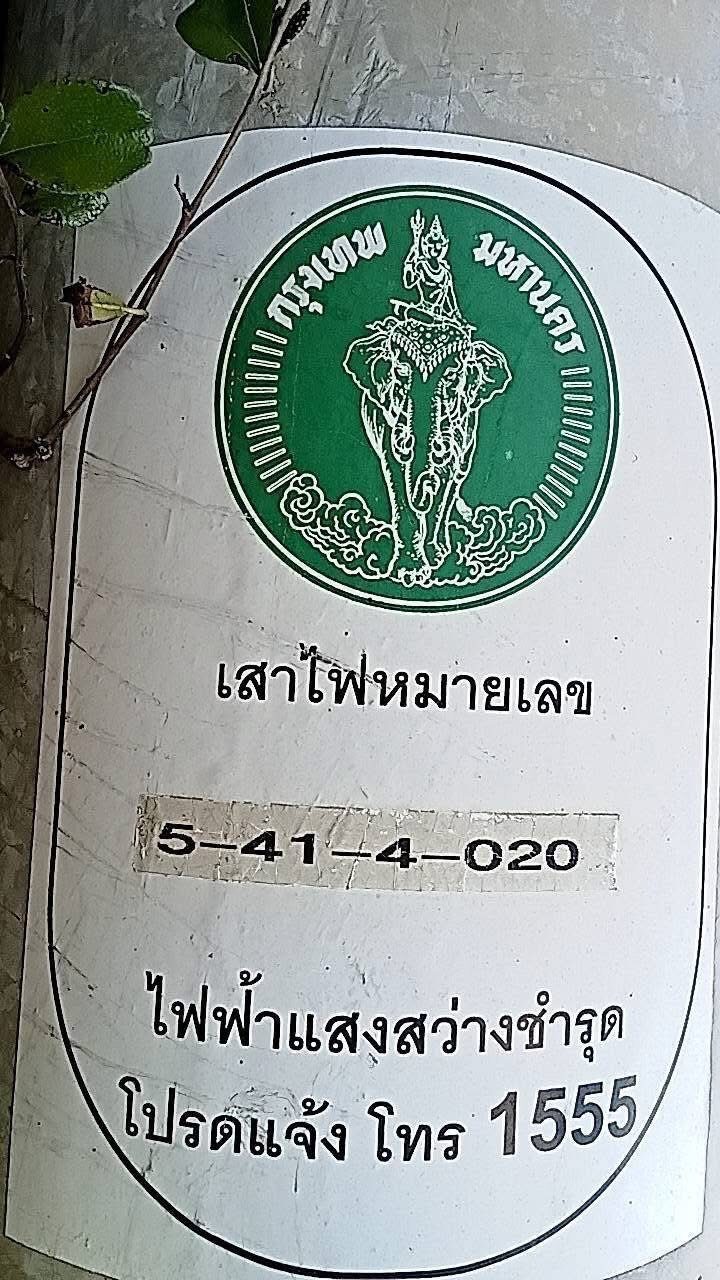 กรุงเทพ มหานคร
เสาไฟหมายเลข
5-41-4-020
ไฟฟ้าแสงสว่างชำรุด
โปรดแจ้ง โทร 1555